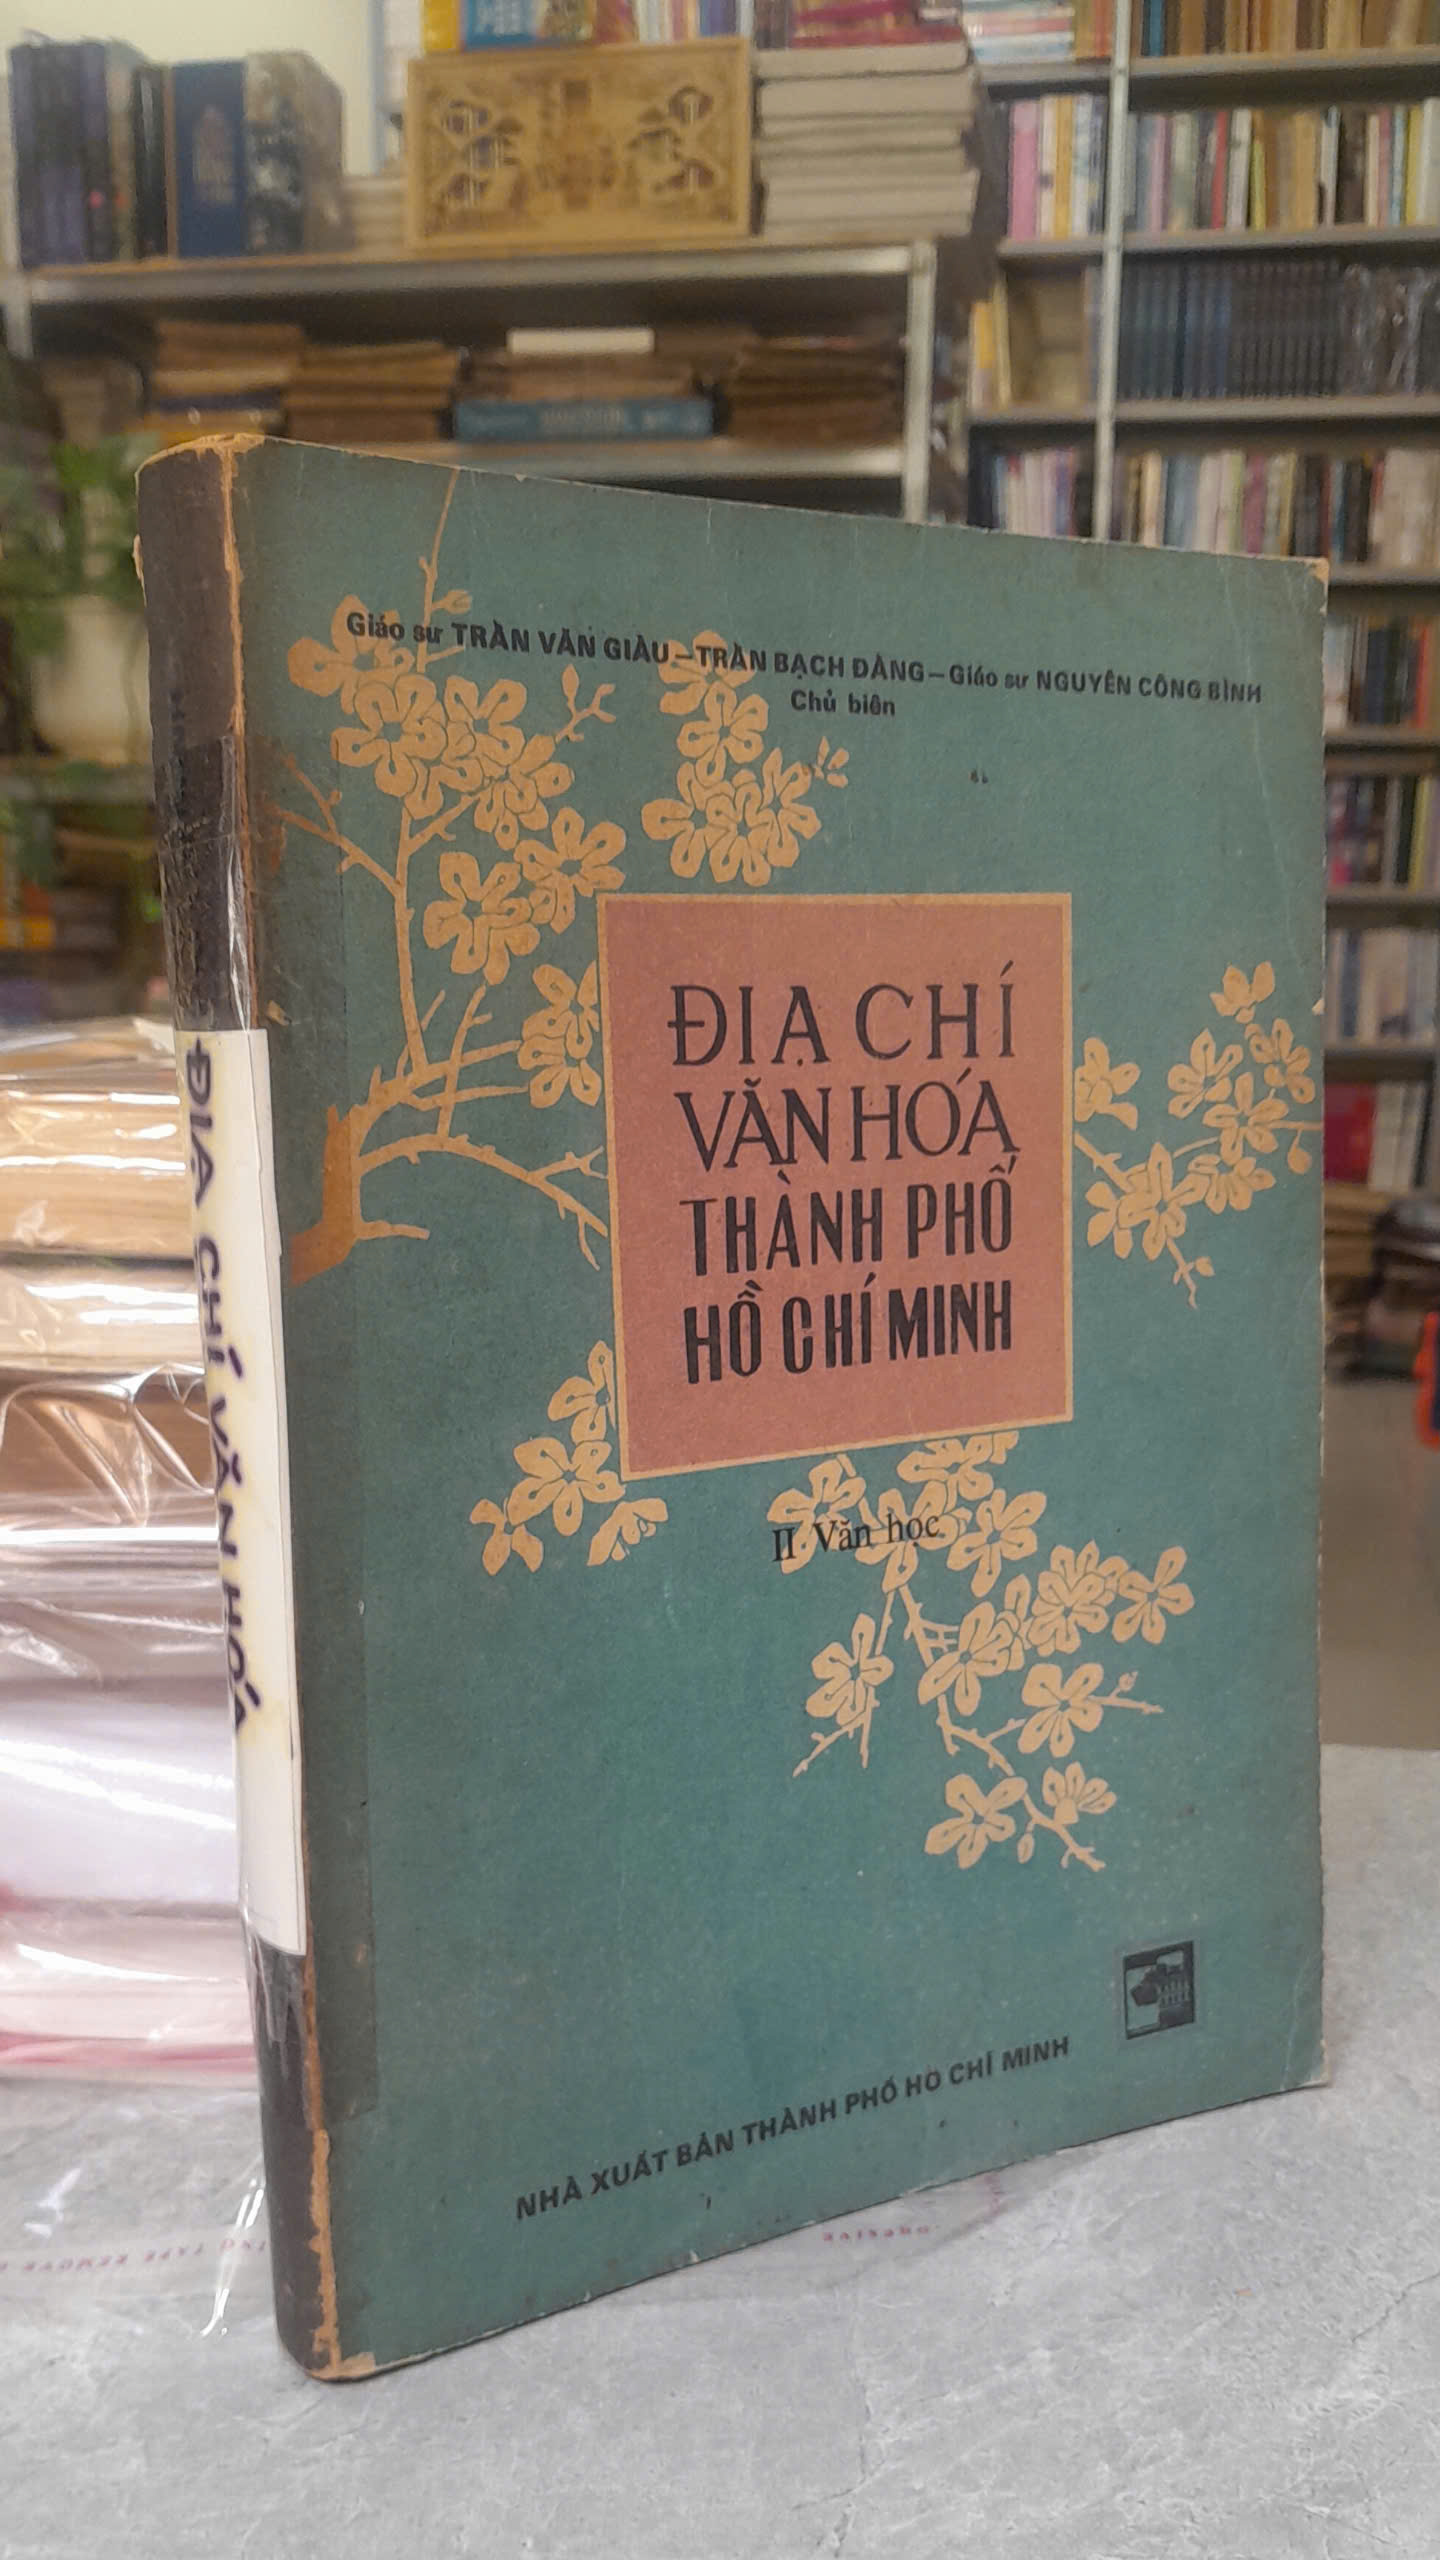 Giáo sư TRẦN VĂN GIÀU – TRẦN BẠCH ĐẰNG – Giáo sư NGUYỄN CÔNG BÌNH
Chủ biên
ĐỊA CHÍ
VĂN HÓA
THÀNH PHỐ
HỒ CHÍ MINH
II Văn học
NHÀ XUẤT BẢN THÀNH PHỐ HỒ CHÍ MINH
ĐỊA CHÍ VĂN HOÁ